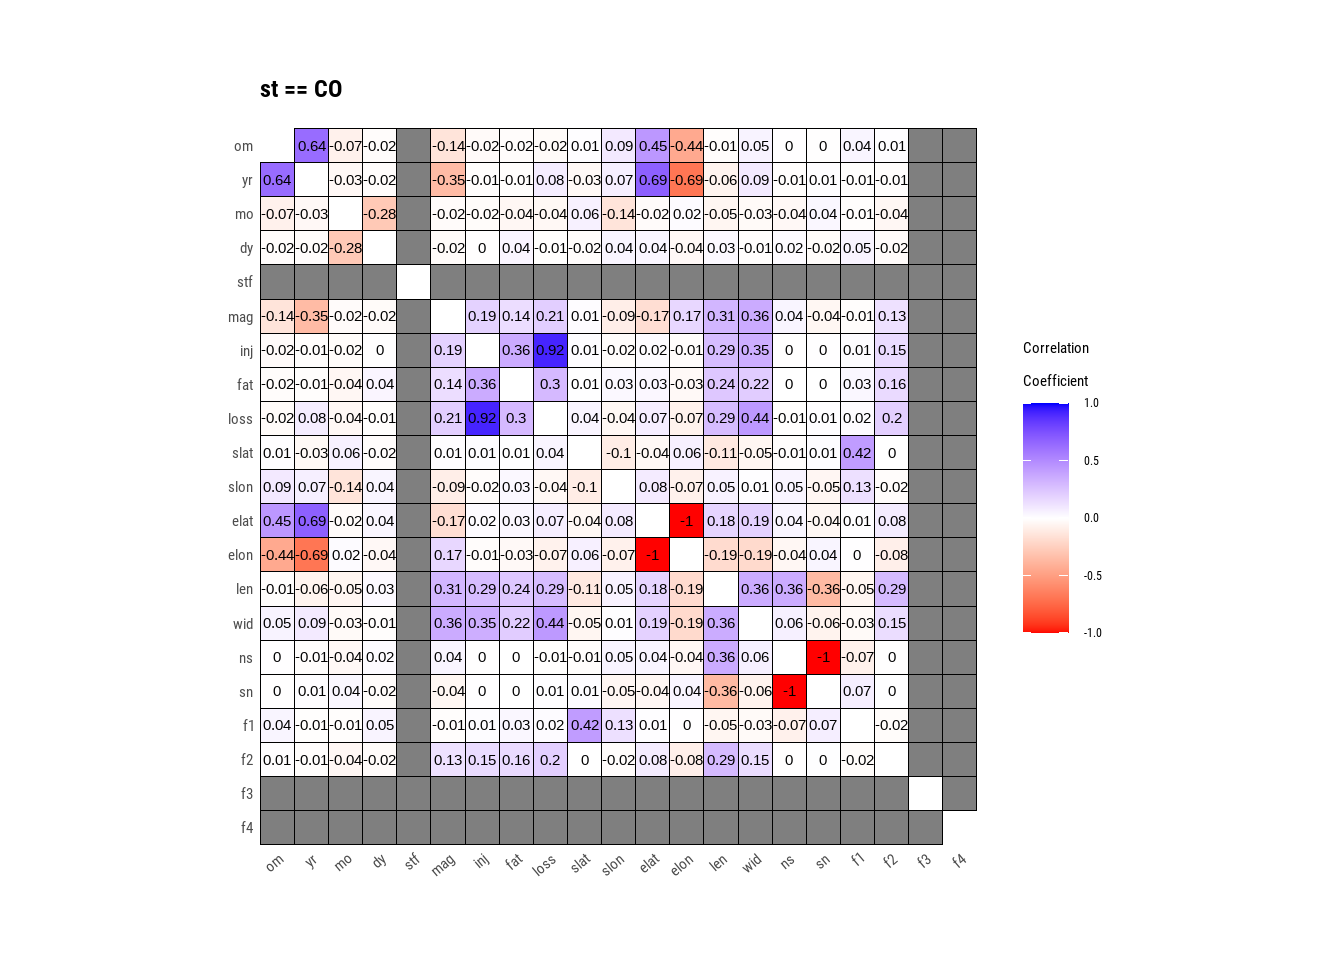 st == CO
om 0.64 -0.07 -0.02 -0.14 -0.02 -0.02 -0.02 0.01 0.09 0.45 -0.44 -0.01 0.05 0 0 0.04 0.01
yr 0.64 -0.03 -0.02 -0.35 -0.01 -0.01 0.08 -0.03 0.07 0.69 -0.69 -0.06 0.09 -0.01 0.01 -0.01 -0.01
mo -0.07 -0.03 -0.28 -0.02 -0.02 -0.04 -0.04 0.06 -0.14 -0.02 0.02 -0.05 -0.03 -0.04 0.04 -0.01 -0.04
dy -0.02 -0.02 -0.28 -0.02 0 0.04 -0.01 -0.02 0.04 0.04 -0.04 0.03 -0.01 0.02 -0.02 0.05 -0.02
stf
mag -0.14 -0.35 -0.02 -0.02 0.19 0.14 0.21 0.01 -0.09 -0.17 0.17 0.31 0.36 0.04 -0.04 -0.01 0.13
inj -0.02 -0.01 -0.02 0 0.19 0.36 0.92 0.01 -0.02 0.02 -0.01 0.29 0.35 0 0 0.01 0.15
fat -0.02 -0.01 -0.04 0.04 0.14 0.36 0.3 0.01 0.03 0.03 -0.03 0.24 0.22 0 0 0.03 0.16
loss -0.02 0.08 -0.04 -0.01 0.21 0.92 0.3 0.04 -0.04 0.07 -0.07 0.29 0.44 -0.01 0.01 0.02 0.2
slat 0.01 -0.03 0.06 -0.02 0.01 0.01 0.01 0.04 -0.1 -0.04 0.06 -0.11 -0.05 -0.01 0.01 0.42 0
slon 0.09 0.07 -0.14 0.04 -0.09 -0.02 0.03 -0.04 -0.1 0.08 -0.07 0.05 0.01 0.05 -0.05 0.13 -0.02
elat 0.45 0.69 -0.02 0.04 -0.17 0.02 0.03 0.07 -0.04 0.08 -1 0.18 0.19 0.04 -0.04 0.01 0.08
elon -0.44 -0.69 0.02 -0.04 0.17 -0.01 -0.03 -0.07 0.06 -0.07 -1 -0.19 -0.19 -0.04 0.04 0 -0.08
len -0.01 -0.06 -0.05 0.03 0.31 0.29 0.24 0.29 -0.11 0.05 0.18 -0.19 0.36 0.36 -0.36 -0.05 0.29
wid 0.05 0.09 -0.03 -0.01 0.36 0.35 0.22 0.44 -0.05 0.01 0.19 -0.19 0.36 0.06 -0.06 -0.03 0.15
ns 0 -0.01 -0.04 0.02 0.04 0 0 -0.01 -0.01 0.05 0.04 -0.04 0.36 0.06 -1 -0.07 0
sn 0 0.01 0.04 -0.02 -0.04 0 0 0.01 0.01 -0.05 -0.04 0.04 -0.36 -0.06 -1 0.07 0
f1 0.04 -0.01 -0.01 0.05 -0.01 0.01 0.03 0.02 0.42 0.13 0.01 0 -0.05 -0.03 -0.07 0.07 -0.02
f2 0.01 -0.01 -0.04 -0.02 0.13 0.15 0.16 0.2 0 -0.02 0.08 -0.08 0.29 0.15 0 0 -0.02
f3
f4
om yr mo dy stf mag inj fat loss slat slon elat elon len wid ns sn f1 f2 f3 f4
Correlation
Coefficient
1.0
0.5
0.0
-0.5
-1.0